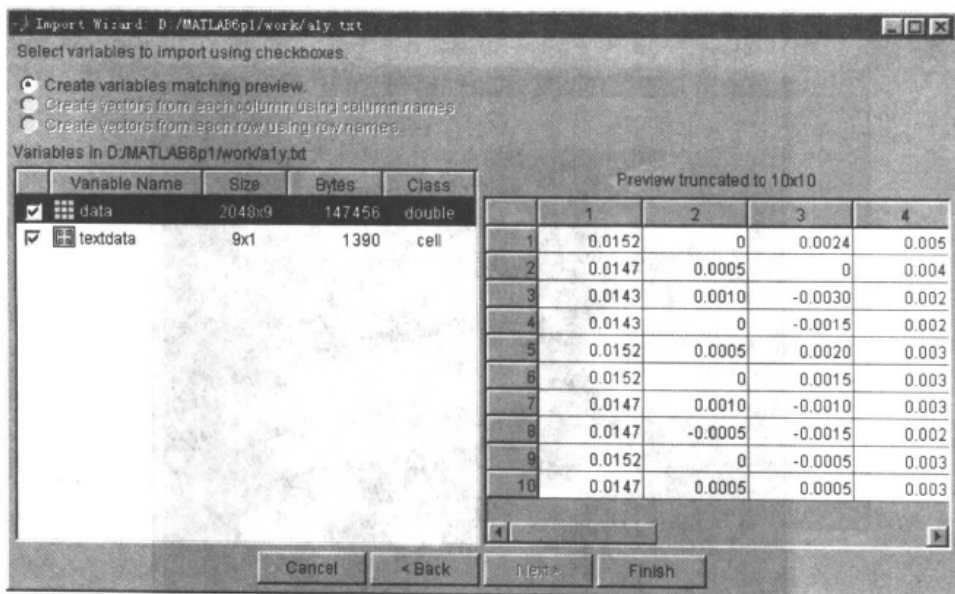 Import Wizard: D:/MATLAB6p1/work/a1y.txt
Select variables to import using checkboxes.
Create variables matching preview.
Create vectors from each column using column names
Create vectors from each row using row names.
Variables in D:/MATLAB6p1/work/a1y.txt
Variable Name Size Bytes Class
data 2048x9 147456 double
textdata 9x1 1390 cell
Preview truncated to 10x10
1 2 3 4
1 0.0152 0 0.0024 0.005
2 0.0147 0.0005 0 0.004
3 0.0143 0.0010 -0.0030 0.002
4 0.0143 0 -0.0015 0.002
5 0.0152 0.0005 0.0020 0.003
6 0.0152 0 0.0015 0.003
7 0.0147 0.0010 -0.0010 0.003
8 0.0147 -0.0005 -0.0015 0.002
9 0.0152 0 -0.0005 0.003
10 0.0147 0.0005 0.0005 0.003
Cancel < Back Next > Finish